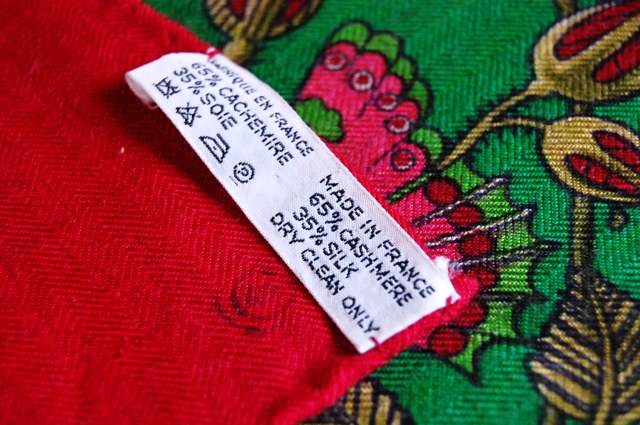 FABRIQUE EN FRANCE
65% CACHEMIRE
35% SOIE
MADE IN FRANCE
65% CASHMERE
35% SILK
DRY CLEAN ONLY